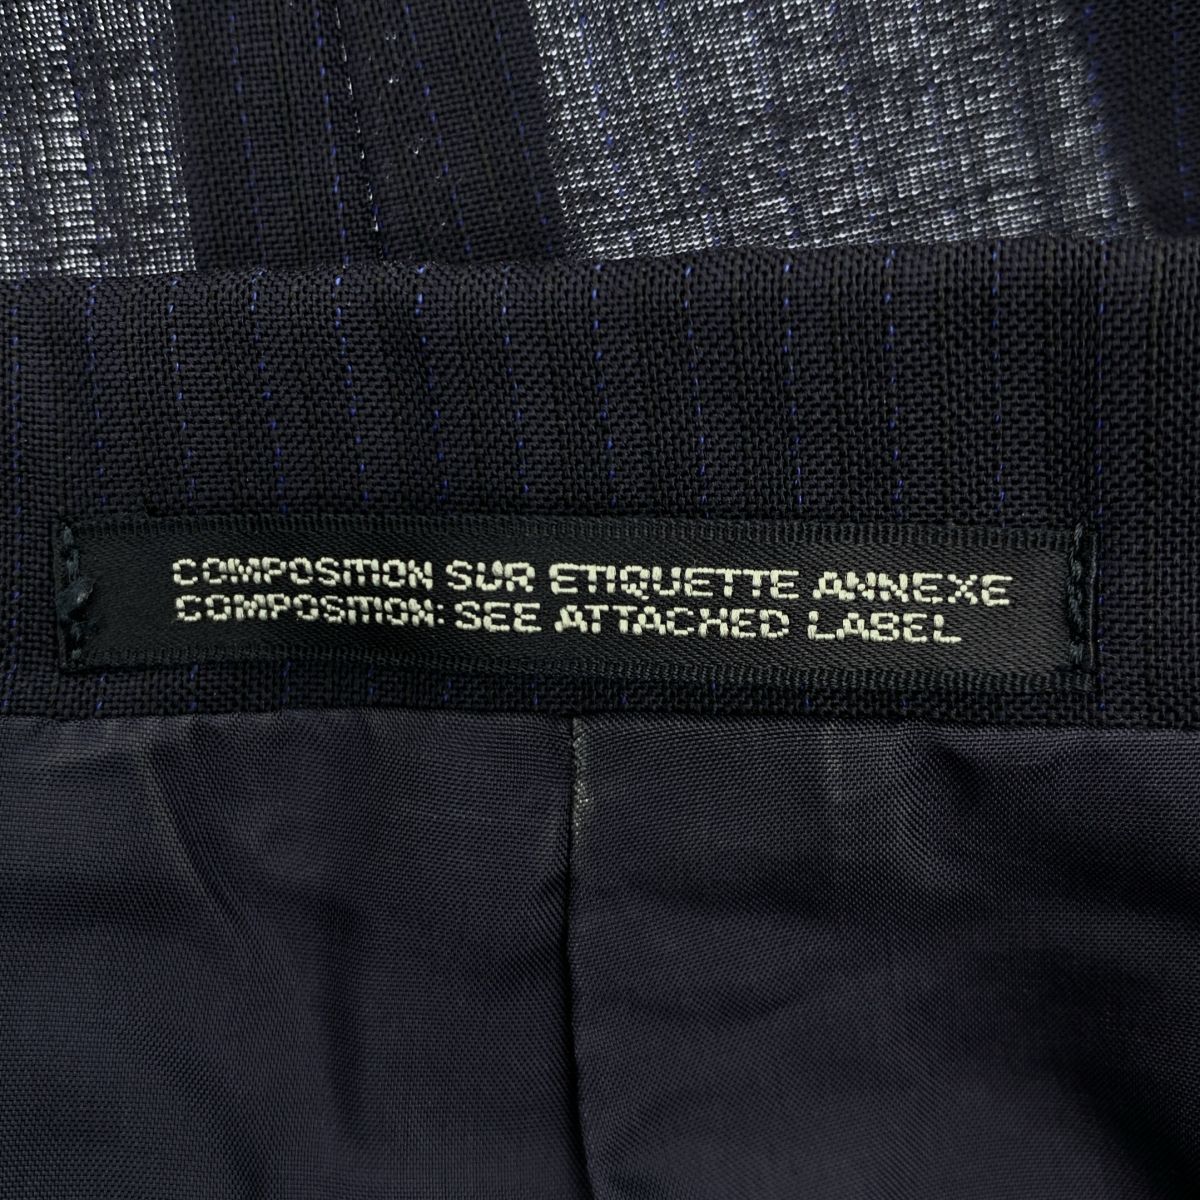 COMPOSITION SUR ETIQUETTE ANNEXE
COMPOSITION: SEE ATTACHED LABEL